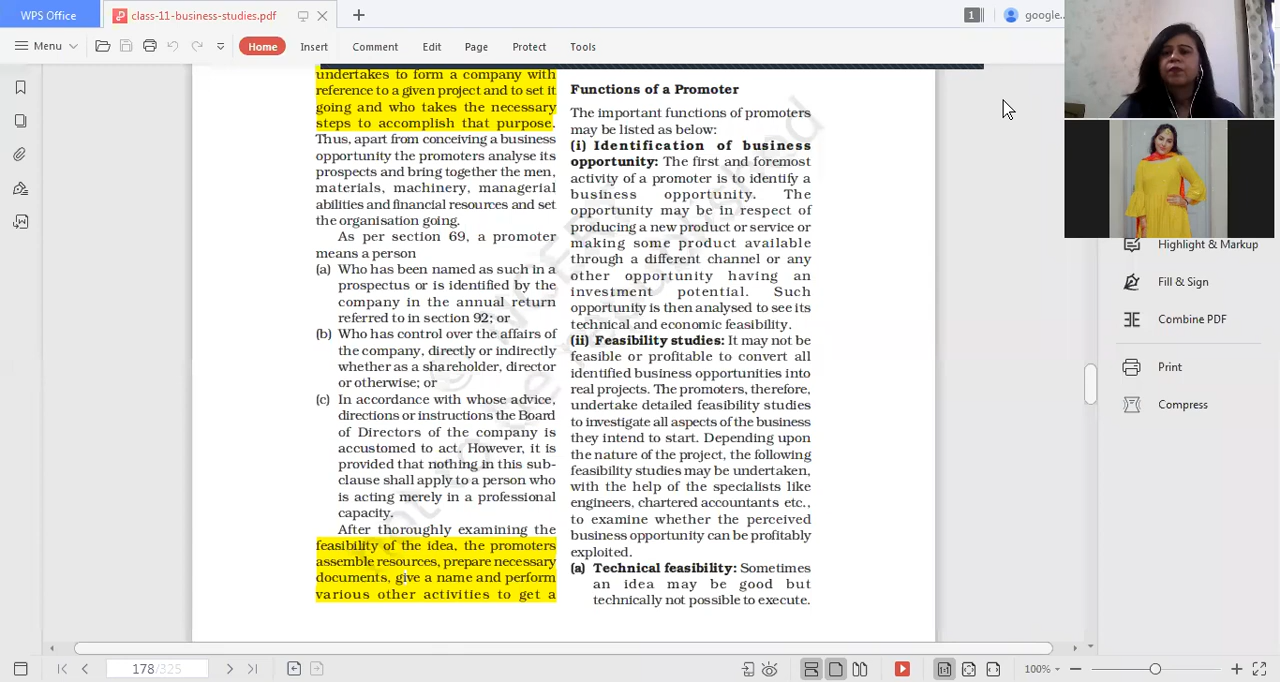 WPS Office
class-11-business-studies.pdf
1
google...
Menu
Home
Insert
Comment
Edit
Page
Protect
Tools
undertakes to form a company with
reference to a given project and to set it
going and who takes the necessary
steps to accomplish that purpose.
Thus, apart from conceiving a business
opportunity the promoters analyse its
prospects and bring together the men,
materials, machinery, managerial
abilities and financial resources and set
the organisation going.
As per section 69, a promoter
means a person
(a) Who has been named as such in a
prospectus or is identified by the
company in the annual return
referred to in section 92; or
(b) Who has control over the affairs of
the company, directly or indirectly
whether as a shareholder, director
or otherwise; or
(c) In accordance with whose advice,
directions or instructions the Board
of Directors of the company is
accustomed to act. However, it is
provided that nothing in this sub-
clause shall apply to a person who
is acting merely in a professional
capacity.
After thoroughly examining the
feasibility of the idea, the promoters
assemble resources, prepare necessary
documents, give a name and perform
various other activities to get a
Functions of a Promoter
The important functions of promoters
may be listed as below:
(i) Identification of business
opportunity: The first and foremost
activity of a promoter is to identify a
business opportunity. The
opportunity may be in respect of
producing a new product or service or
making some product available
through a different channel or any
other opportunity having an
investment potential. Such
opportunity is then analysed to see its
technical and economic feasibility.
(ii) Feasibility studies: It may not be
feasible or profitable to convert all
identified business opportunities into
real projects. The promoters, therefore,
undertake detailed feasibility studies
to investigate all aspects of the business
they intend to start. Depending upon
the nature of the project, the following
feasibility studies may be undertaken,
with the help of the specialists like
engineers, chartered accountants etc.,
to examine whether the perceived
business opportunity can be profitably
exploited.
(a) Technical feasibility: Sometimes
an idea may be good but
technically not possible to execute.
Highlight & Markup
Fill & Sign
Combine PDF
Print
Compress
178/325
100%